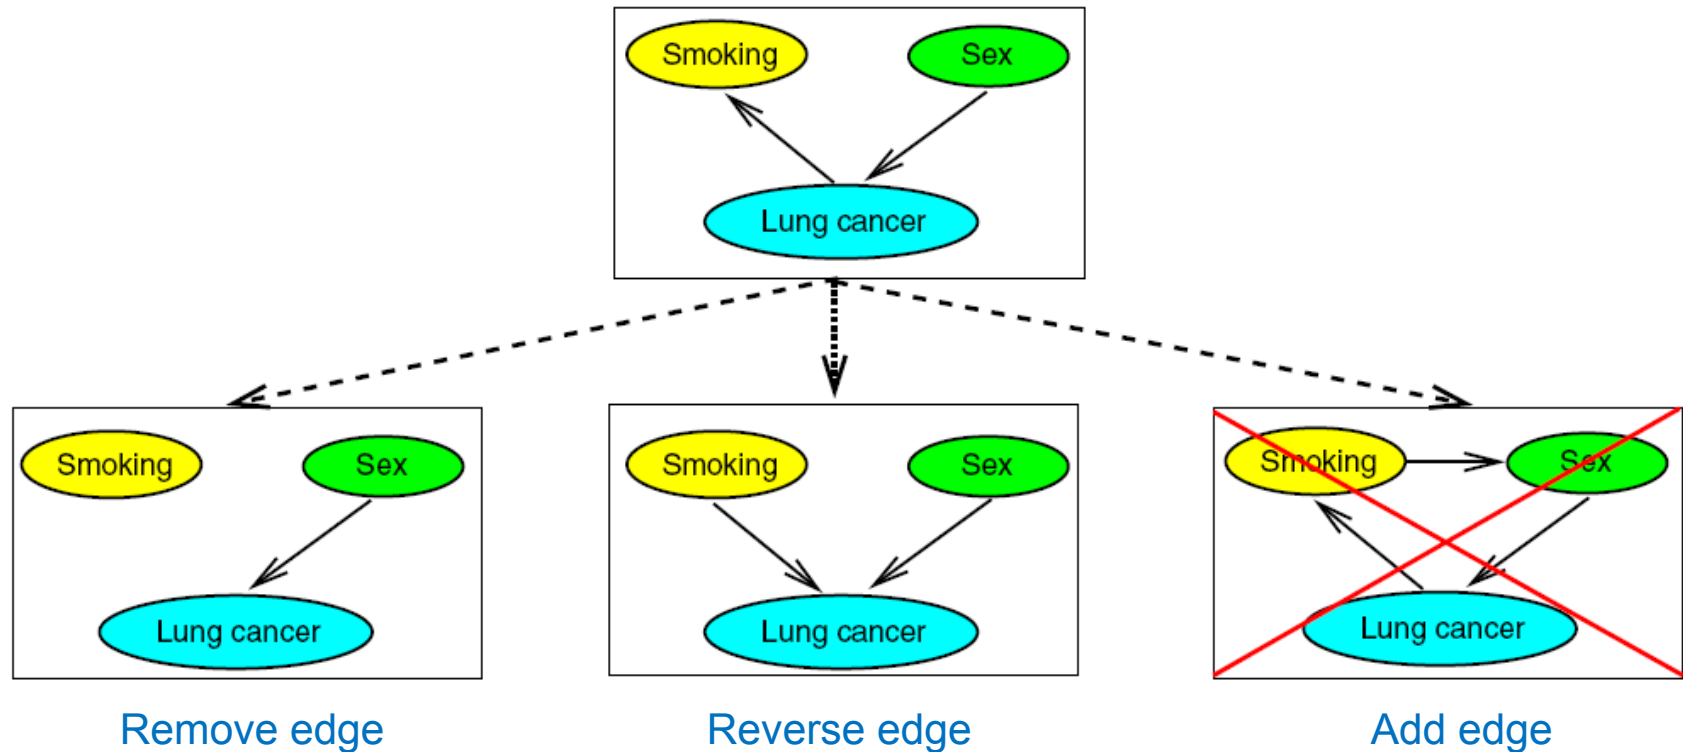 Smoking
Sex
Lung cancer
Smoking
Sex
Lung cancer
Remove edge
Smoking
Sex
Lung cancer
Reverse edge
Smoking
Sex
Lung cancer
Add edge